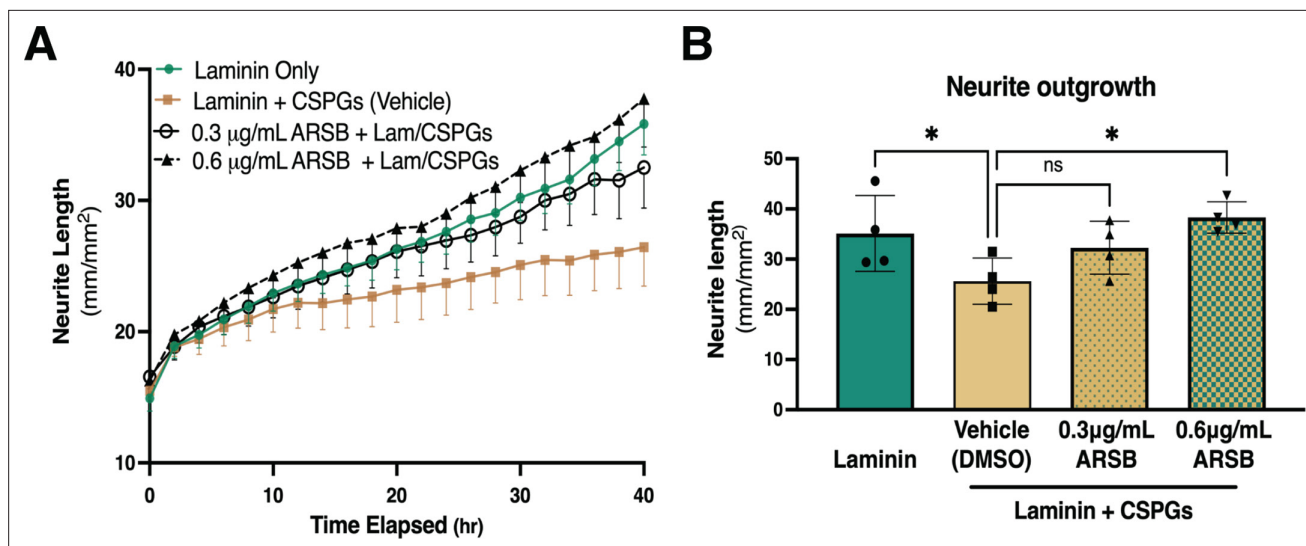 A
Laminin Only
Laminin + CSPGs (Vehicle)
0.3 μg/mL ARSB + Lam/CSPGs
0.6 μg/mL ARSB + Lam/CSPGs
Neurite Length
(mm/mm²)
40
30
20
10
0 10 20 30 40
Time Elapsed (hr)
B
Neurite outgrowth
* *
ns
Neurite length
(mm/mm²)
50
40
30
20
10
0
Laminin
Vehicle
(DMSO)
0.3μg/mL
ARSB
0.6μg/mL
ARSB
Laminin + CSPGs